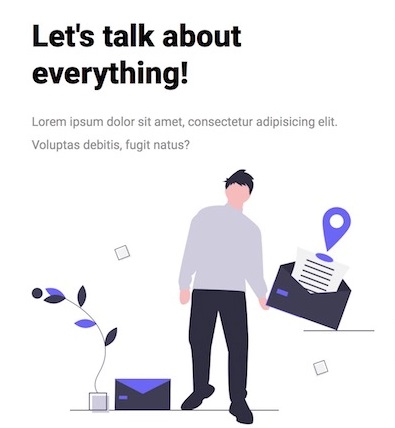 Let's talk about
everything!
Lorem ipsum dolor sit amet, consectetur adipisicing elit.
Voluptas debitis, fugit natus?